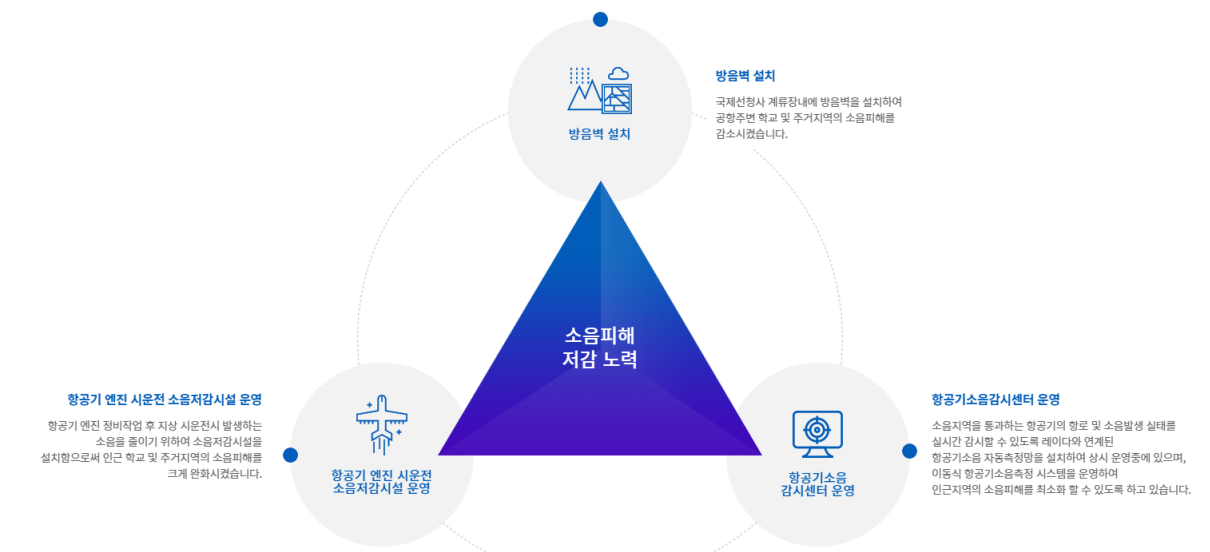 방음벽 설치
방음벽 설치
국제선청사 계류장내에 방음벽을 설치하여
공항주변 학교 및 주거지역의 소음피해를
감소시켰습니다.
소음피해
저감 노력
항공기 엔진 시운전 소음저감시설 운영
항공기 엔진 정비작업 후 지상 시운전시 발생하는
소음을 줄이기 위하여 소음저감시설을
설치함으로써 인근 학교 및 주거지역의 소음피해를
크게 완화시켰습니다.
항공기 엔진 시운전
소음저감시설 운영
항공기소음
감시센터 운영
항공기소음감시센터 운영
소음지역을 통과하는 항공기의 항로 및 소음발생 실태를
실시간 감시할 수 있도록 레이다와 연계된
항공기소음 자동측정망을 설치하여 상시 운영중에 있으며,
이동식 항공기소음측정 시스템을 운영하여
인근지역의 소음피해를 최소화 할 수 있도록 하고 있습니다.